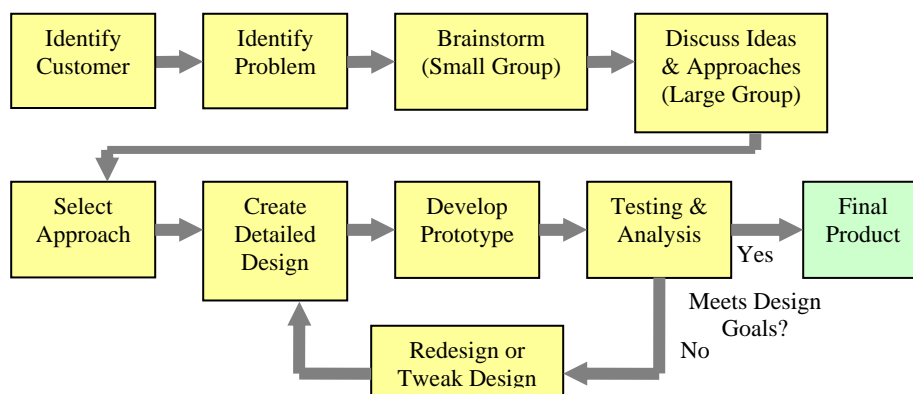 Identify
Customer
Identify
Problem
Brainstorm
(Small Group)
Discuss Ideas
& Approaches
(Large Group)
Select
Approach
Create
Detailed
Design
Develop
Prototype
Testing &
Analysis
Yes
Final
Product
Meets Design
Goals?
No
Redesign or
Tweak Design